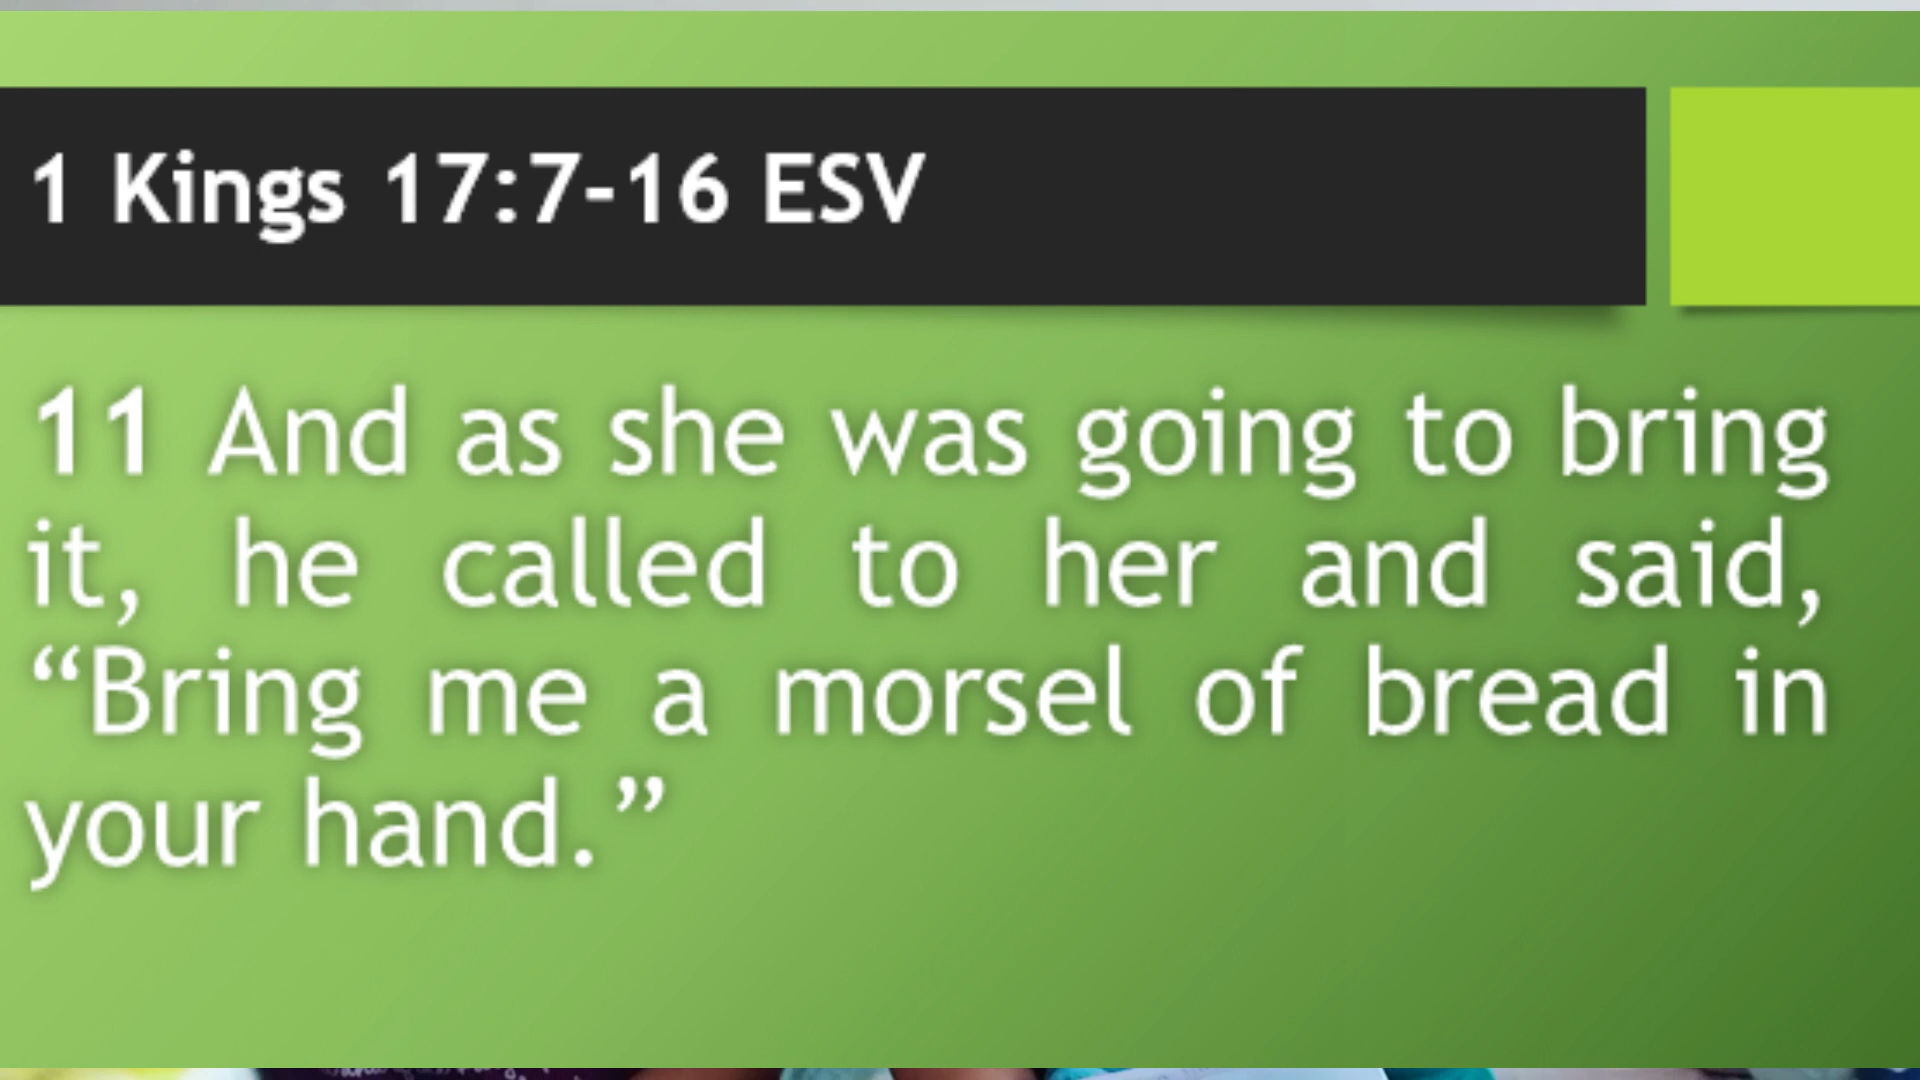 1 Kings 17:7-16 ESV
11 And as she was going to bring
it, he called to her and said,
“Bring me a morsel of bread in
your hand.”